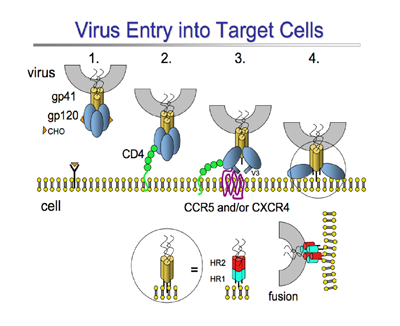 Virus Entry into Target Cells
1. 2. 3. 4.
virus
gp41
gp120
CHO
CD4
V3
cell
CCR5 and/or CXCR4
=
HR2
HR1
fusion